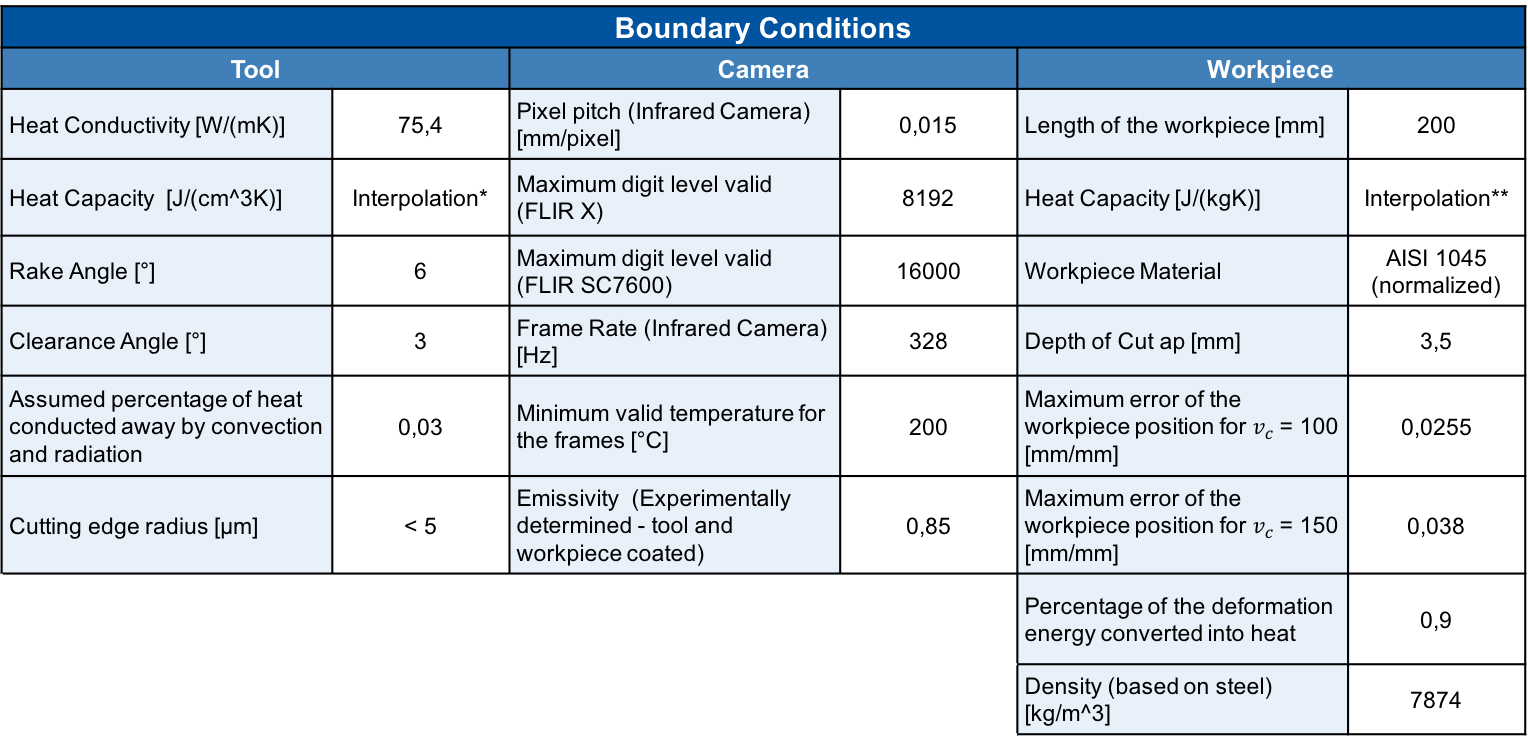 Boundary Conditions
Tool
Camera
Workpiece
Heat Conductivity [W/(mK)]
75,4
Pixel pitch (Infrared Camera)
[mm/pixel]
0,015
Length of the workpiece [mm]
200
Heat Capacity [J/(cm^3K)]
Interpolation*
Maximum digit level valid
(FLIR X)
8192
Heat Capacity [J/(kgK)]
Interpolation**
Rake Angle [°]
6
Maximum digit level valid
(FLIR SC7600)
16000
Workpiece Material
AISI 1045
(normalized)
Clearance Angle [°]
3
Frame Rate (Infrared Camera)
[Hz]
328
Depth of Cut ap [mm]
3,5
Assumed percentage of heat
conducted away by convection
and radiation
0,03
Minimum valid temperature for
the frames [°C]
200
Maximum error of the
workpiece position for v_c = 100
[mm/mm]
0,0255
Cutting edge radius [µm]
< 5
Emissivity (Experimentally
determined - tool and
workpiece coated)
0,85
Maximum error of the
workpiece position for v_c = 150
[mm/mm]
0,038
Percentage of the deformation
energy converted into heat
0,9
Density (based on steel)
[kg/m^3]
7874